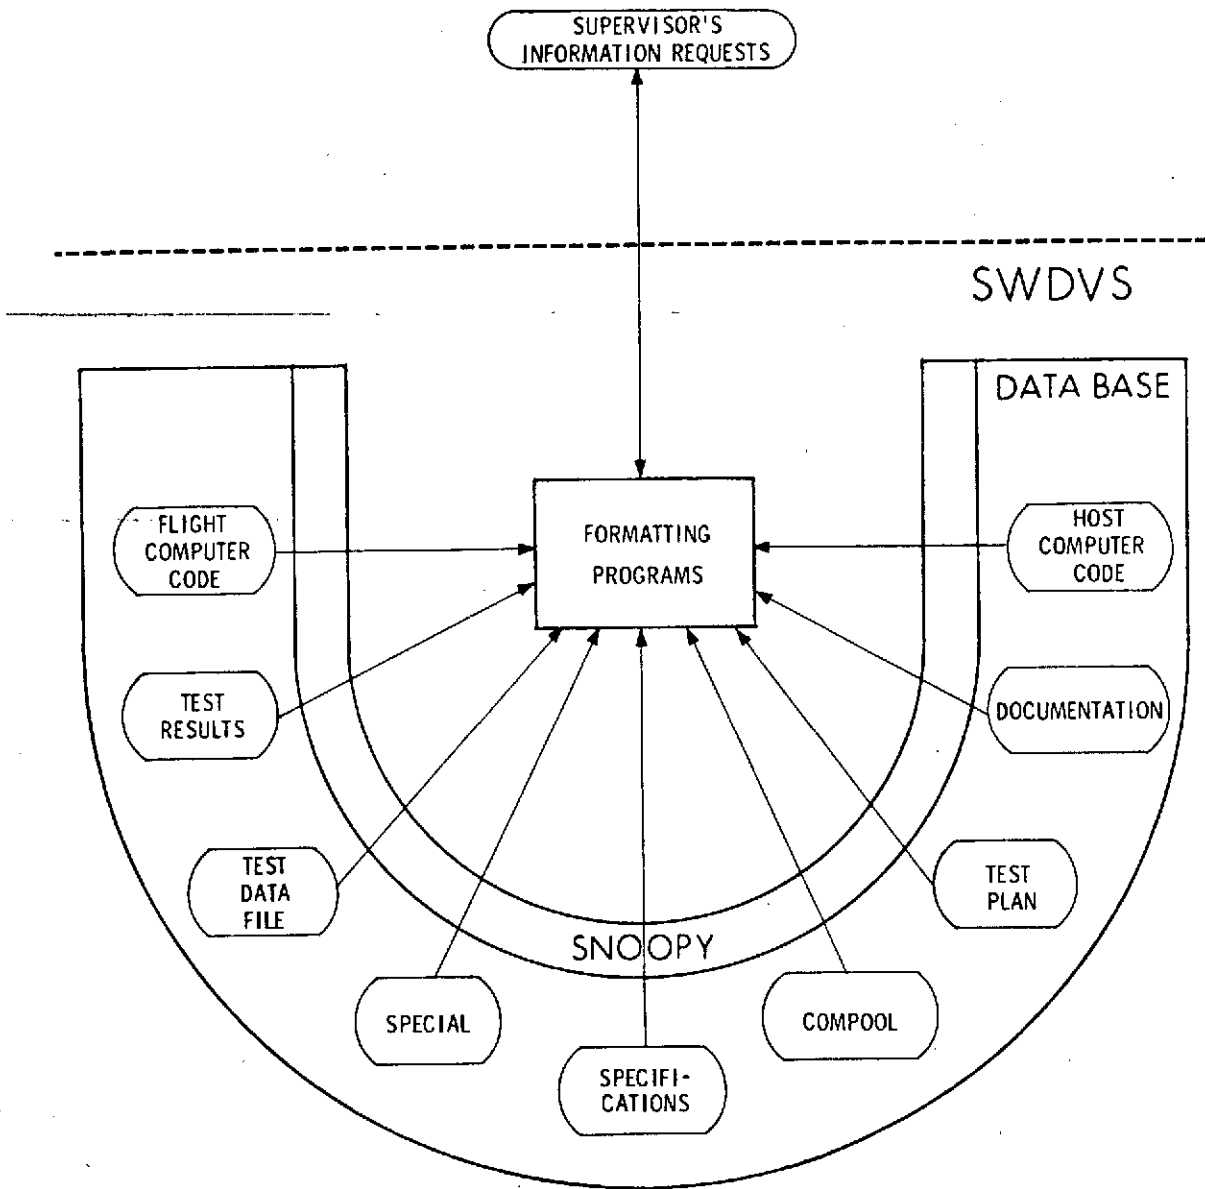 SUPERVISOR'S
INFORMATION REQUESTS
SWDVS
DATA BASE
FLIGHT
COMPUTER
CODE
FORMATTING
PROGRAMS
HOST
COMPUTER
CODE
TEST
RESULTS
DOCUMENTATION
TEST
DATA
FILE
TEST
PLAN
SNOOPY
SPECIAL
COMPOOL
SPECIFI-
CATIONS